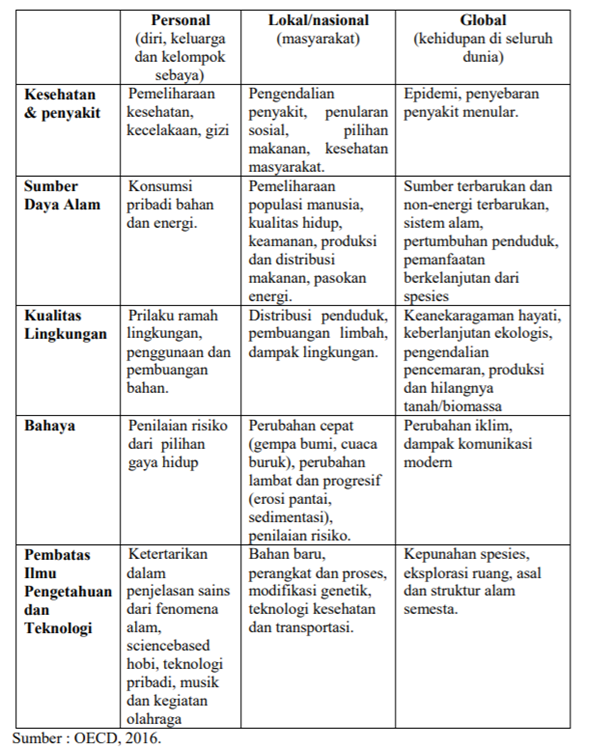 Personal
(diri, keluarga
dan kelompok
sebaya)
Lokal/nasional
(masyarakat)
Global
(kehidupan di seluruh
dunia)
Kesehatan
& penyakit
Pemeliharaan
kesehatan,
kecelakaan, gizi
Pengendalian
penyakit, penularan
sosial, pilihan
makanan, kesehatan
masyarakat.
Epidemi, penyebaran
penyakit menular.
Sumber
Daya Alam
Konsumsi
pribadi bahan
dan energi.
Pemeliharaan
populasi manusia,
kualitas hidup,
keamanan, produksi
dan distribusi
makanan, pasokan
energi.
Sumber terbarukan dan
non-energi terbarukan,
sistem alam,
pertumbuhan penduduk,
pemanfaatan
berkelanjutan dari
spesies
Kualitas
Lingkungan
Prilaku ramah
lingkungan,
penggunaan dan
pembuangan
bahan.
Distribusi penduduk,
pembuangan limbah,
dampak lingkungan.
Keanekaragaman hayati,
keberlanjutan ekologis,
pengendalian
pencemaran, produksi
dan hilangnya
tanah/biomassa
Bahaya
Penilaian risiko
dari pilihan
gaya hidup
Perubahan cepat
(gempa bumi, cuaca
buruk), perubahan
lambat dan progresif
(erosi pantai,
sedimentasi),
penilaian risiko.
Perubahan iklim,
dampak komunikasi
modern
Pembatas
Ilmu
Pengetahuan
dan
Teknologi
Ketertarikan
dalam
penjelasan sains
dari fenomena
alam,
sciencebased
hobi, teknologi
pribadi, musik
dan kegiatan
olahraga
Bahan baru,
perangkat dan proses,
modifikasi genetik,
teknologi kesehatan
dan transportasi.
Kepunahan spesies,
eksplorasi ruang, asal
dan struktur alam
semesta.
Sumber : OECD, 2016.